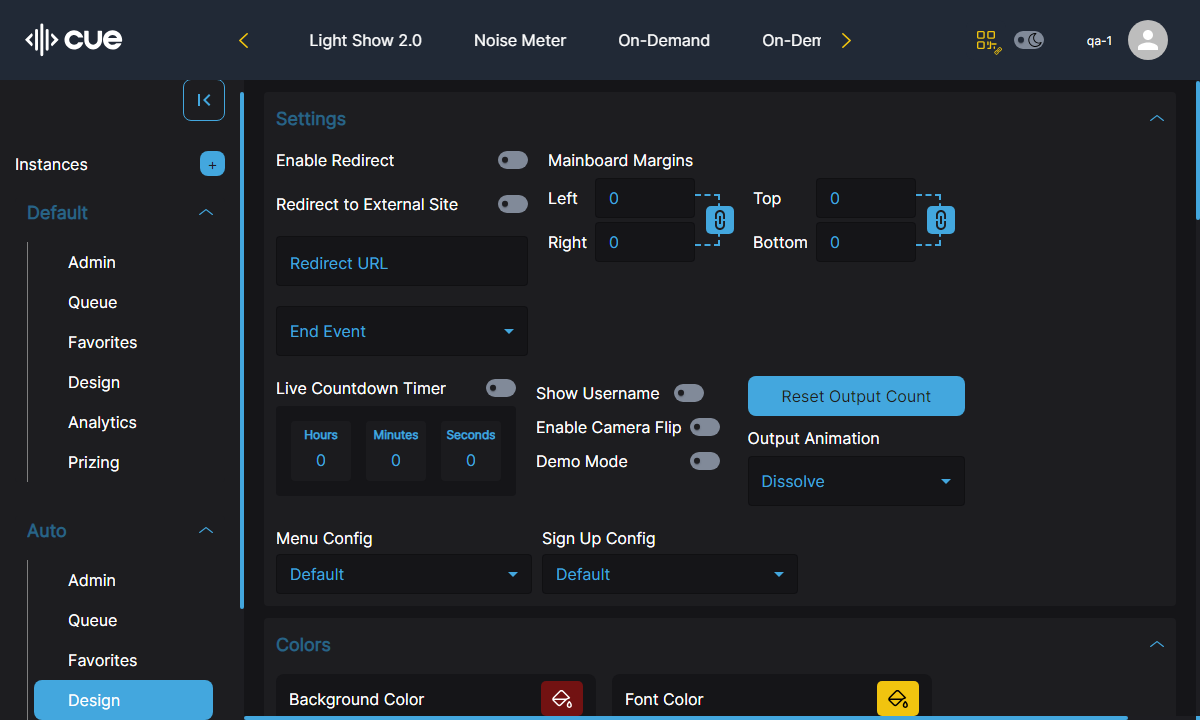 cue
Light Show 2.0
Noise Meter
On-Demand
On-Dem
qa-1
Instances
+
Default
Admin
Queue
Favorites
Design
Analytics
Prizing
Auto
Admin
Queue
Favorites
Design
Settings
Enable Redirect
Redirect to External Site
Redirect URL
End Event
Mainboard Margins
Left 0
Right 0
Top 0
Bottom 0
Live Countdown Timer
Hours Minutes Seconds
0 0 0
Show Username
Enable Camera Flip
Demo Mode
Reset Output Count
Output Animation
Dissolve
Menu Config
Default
Sign Up Config
Default
Colors
Background Color
Font Color